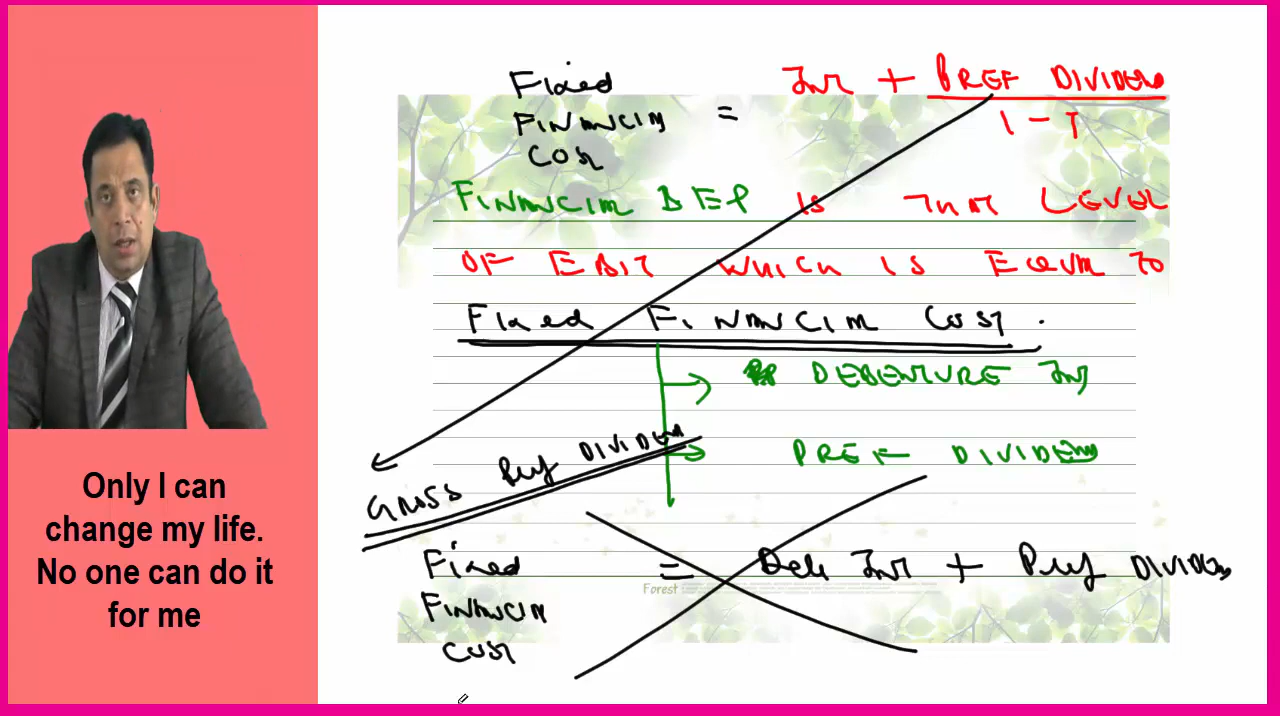 Fixed
FINANCIAL
COST
= Int + PREF DIVIDEND
1 - T
FINANCIAL BEP IS THAT LEVEL
OF EBIT WHICH IS EQUAL TO
Fixed FINANCIAL COST.
DEBENTURE Int
PREF DIVIDEND
GROSS Pref DIVIDEND
Fixed
FINANCIAL
COST
= Deb Int + Pref DIVIDEND
Forest
Only I can
change my life.
No one can do it
for me